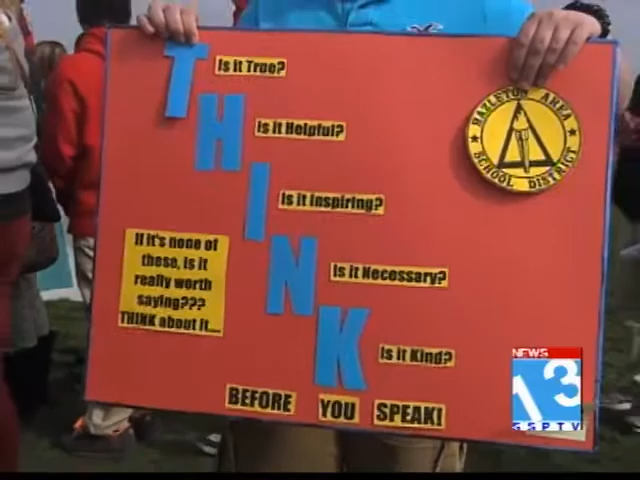 T Is it True?
H Is it Helpful?
I Is it Inspiring?
N Is it Necessary?
K Is it Kind?
If it's none of
these, is it
really worth
saying???
THINK about it...
BEFORE YOU SPEAK!
HAZLETON AREA
SCHOOL DISTRICT
NEWS
13
SSPTV